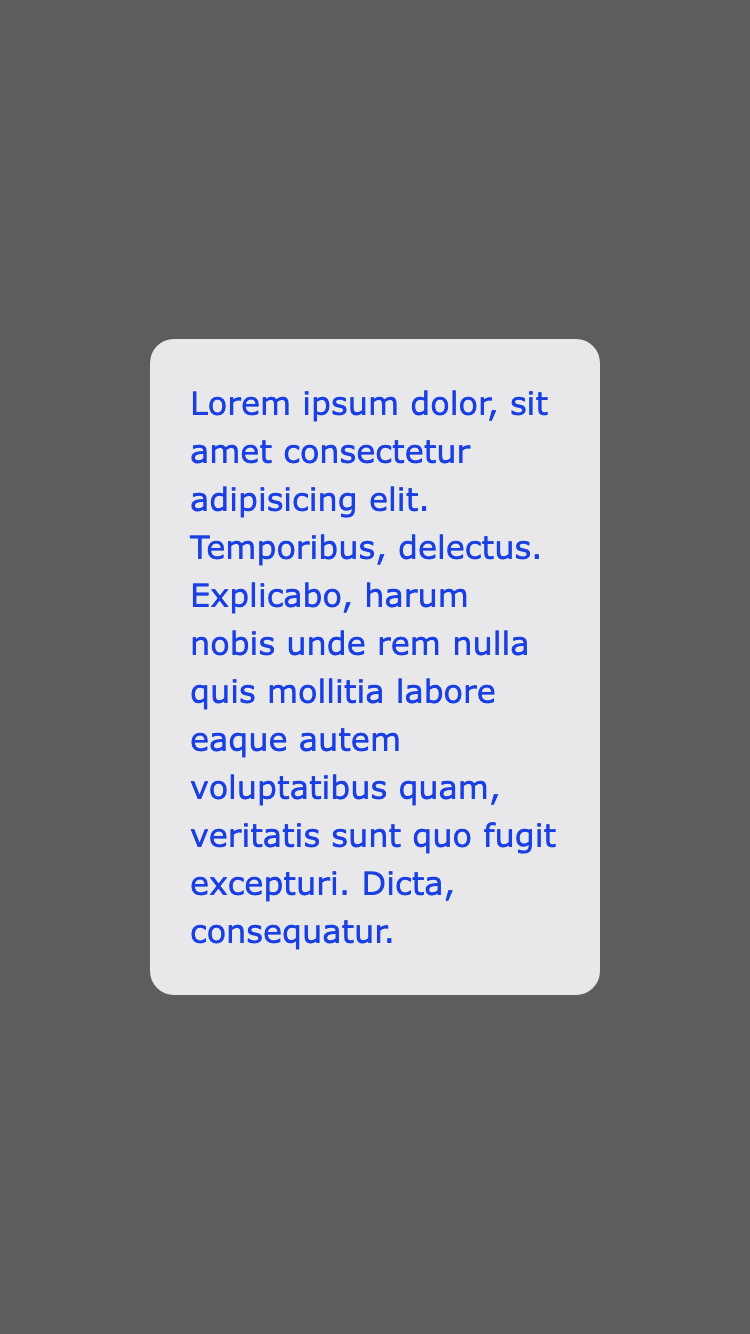 Lorem ipsum dolor, sit
amet consectetur
adipisicing elit.
Temporibus, delectus.
Explicabo, harum
nobis unde rem nulla
quis mollitia labore
eaque autem
voluptatibus quam,
veritatis sunt quo fugit
excepturi. Dicta,
consequatur.